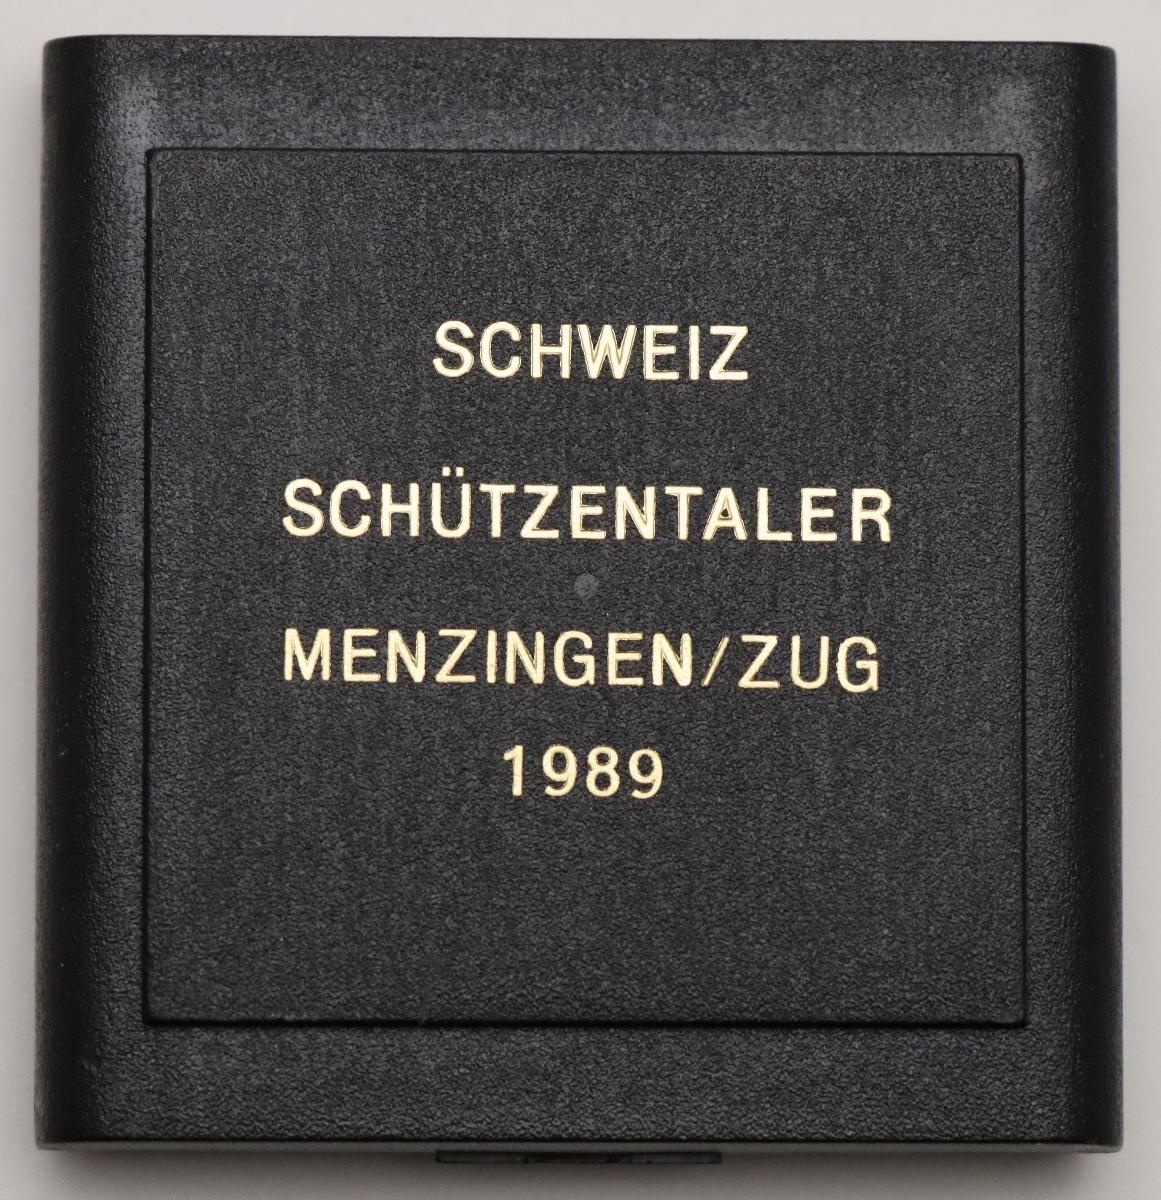 SCHWEIZ
SCHÜTZENTALER
MENZINGEN/ZUG
1989